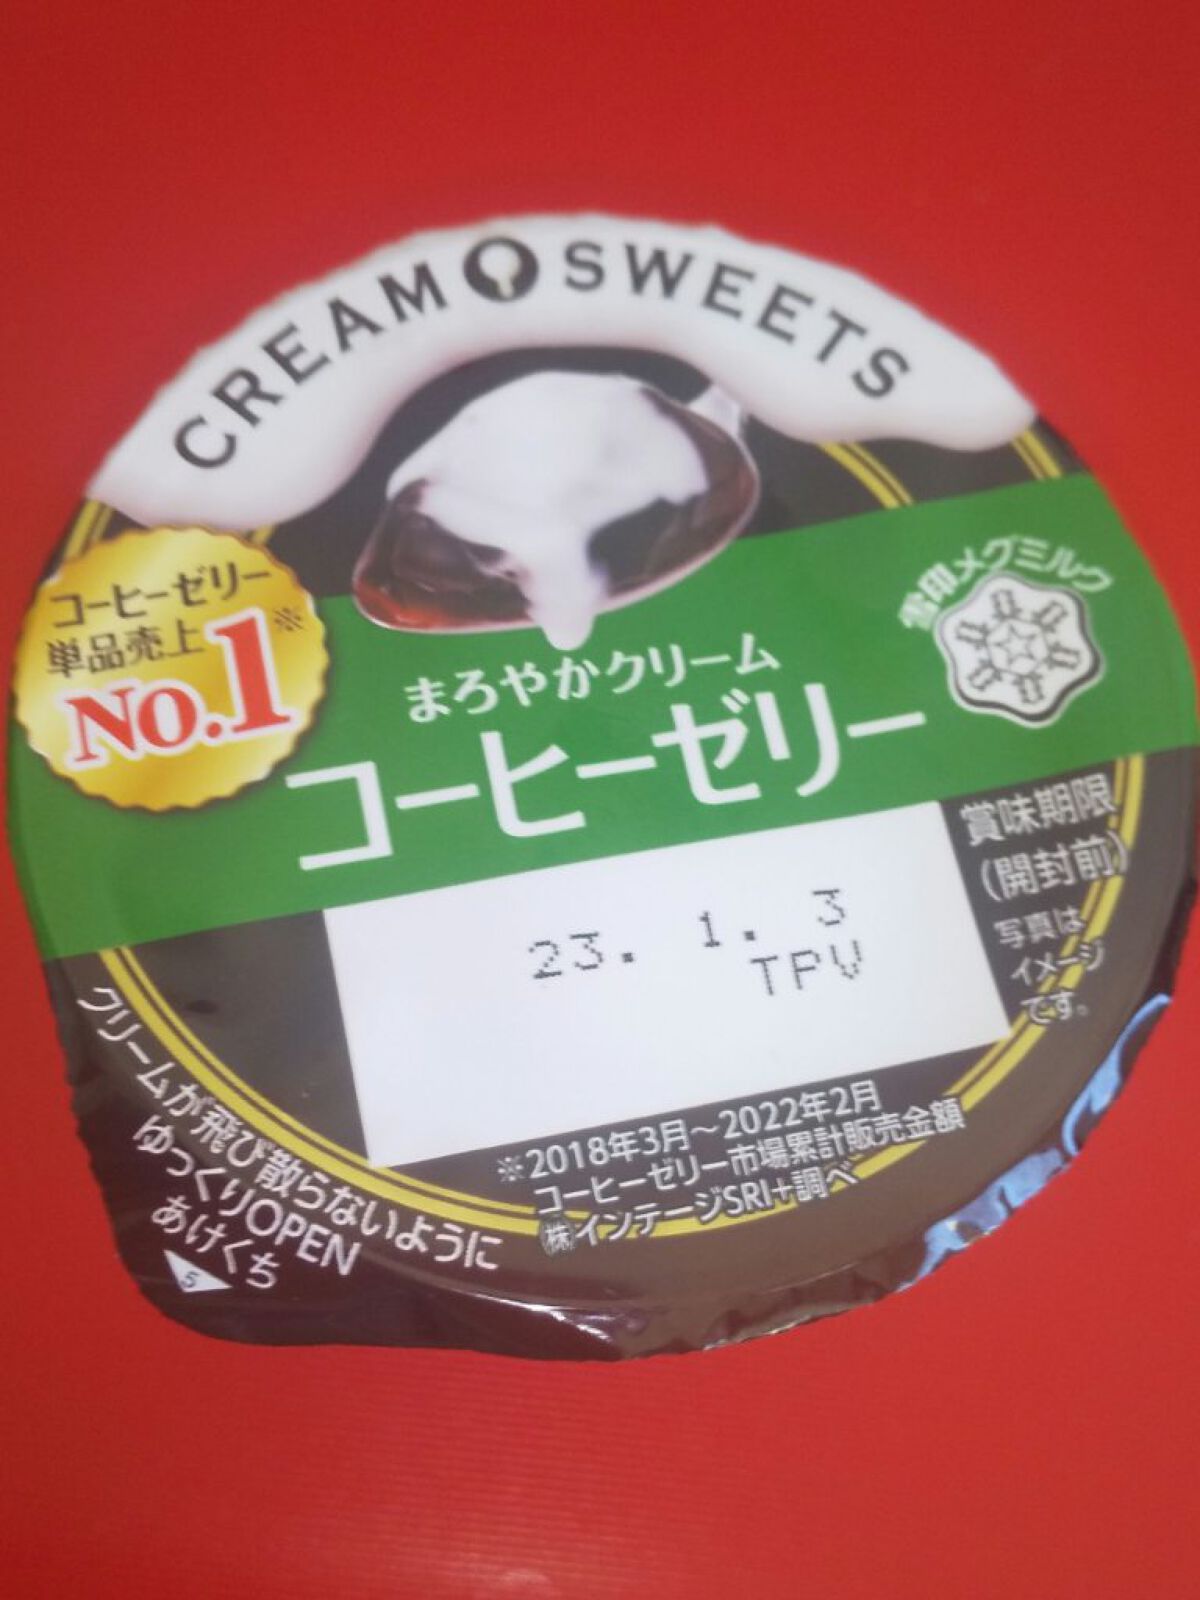 CREAM SWEETS
コーヒーゼリー
単品売上
No.1※
雪印メグミルク
まろやかクリーム
コーヒーゼリー
賞味期限
(開封前)
23. 1. 3
TPV
写真は
イメージ
です。
※2018年3月～2022年2月
コーヒーゼリー市場累計販売金額
㈱インテージSRI+調べ
クリームが飛び散らないように
ゆっくりOPEN
あけくち
5